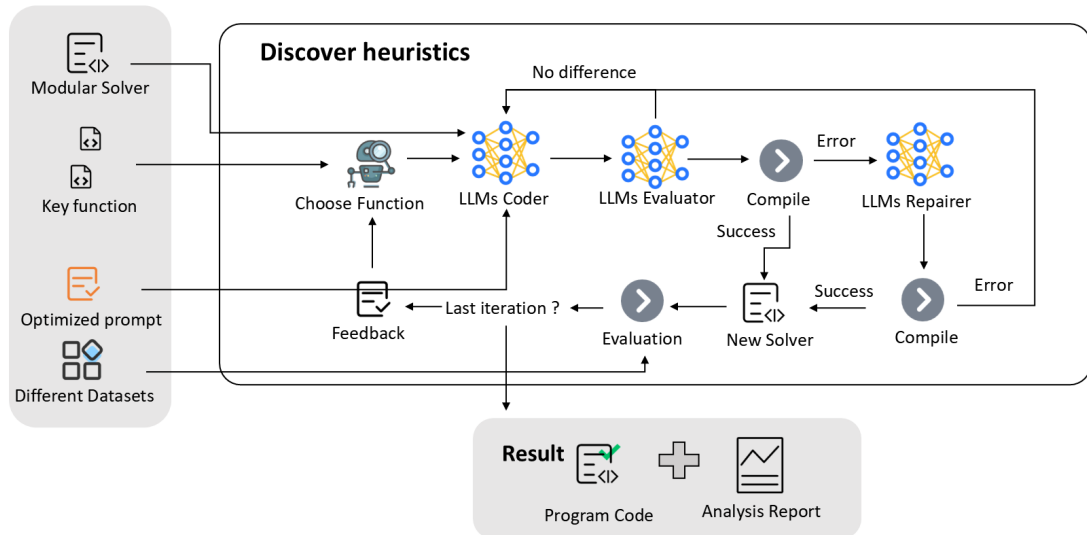 Modular Solver
Key function
Optimized prompt
Different Datasets
Discover heuristics
No difference
Choose Function
LLMs Coder
LLMs Evaluator
Compile
Error
LLMs Repairer
Success
Feedback
Last iteration ?
Evaluation
New Solver
Success
Compile
Error
Result
Program Code
Analysis Report